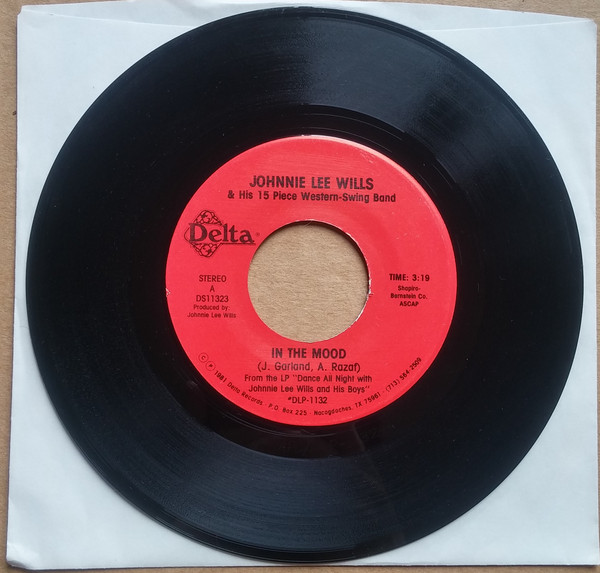 JOHNNIE LEE WILLS
& His 15 Piece Western-Swing Band
Delta®
STEREO
A
DS11323
Produced by
Johnnie Lee Wills
TIME: 3:19
Shapiro-
Bernstein Co.
ASCAP
IN THE MOOD
(J. Garland, A. Razaf)
From the LP "Dance All Night with
Johnnie Lee Wills and His Boys"
*DLP-1132
© ℗ 1981 Delta Records • P.O. Box 225 • Nacogdoches, TX 75961 • (713) 564-2509